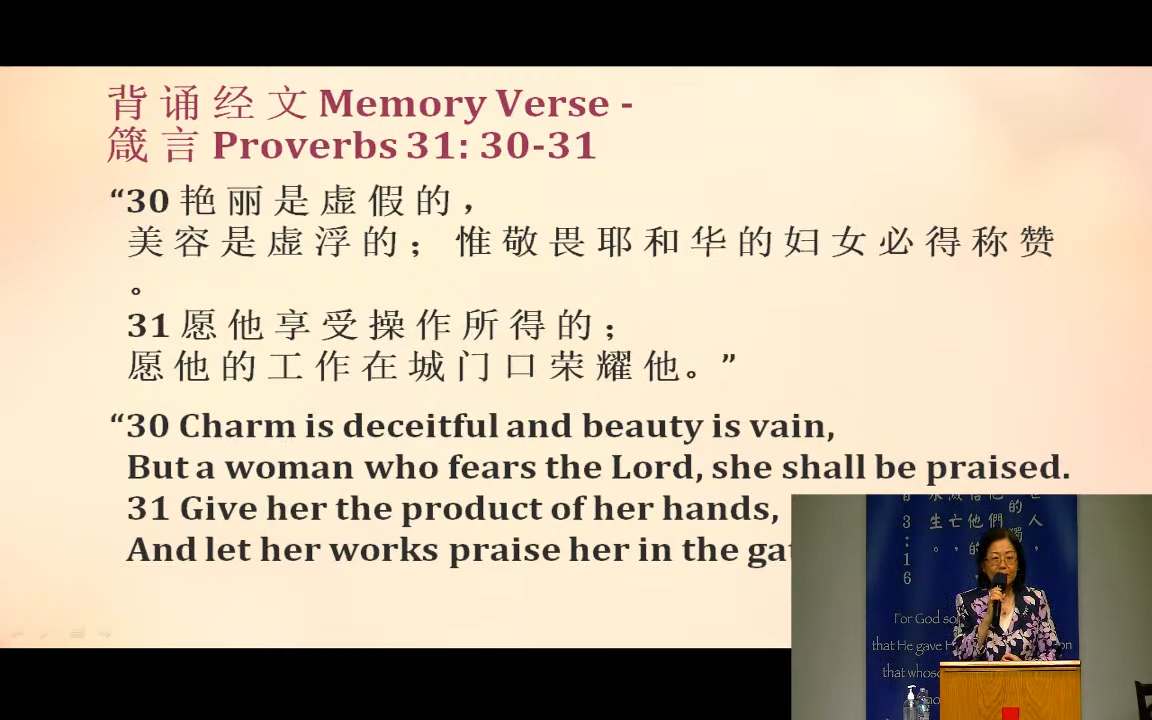 背诵经文 Memory Verse -
箴言 Proverbs 31: 30-31
“30 艳丽是虚假的，
美容是虚浮的；惟敬畏耶和华的妇女必得称赞
。
31 愿他享受操作所得的；
愿他的工作在城门口荣耀他。”
“30 Charm is deceitful and beauty is vain,
But a woman who fears the Lord, she shall be praised.
31 Give her the product of her hands,
And let her works praise her in the
3:16
生亡他們 的 人
For God so
that He gave
that whose